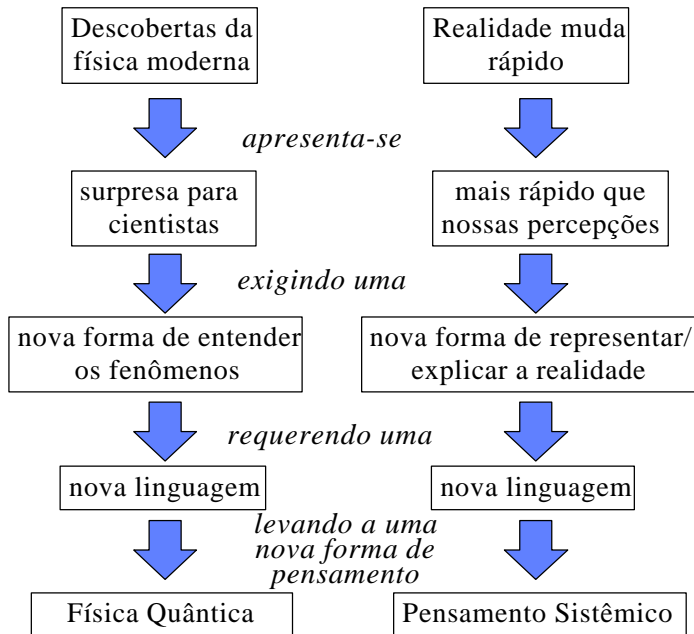 Descobertas da
física moderna
Realidade muda
rápido
apresenta-se
surpresa para
cientistas
mais rápido que
nossas percepções
exigindo uma
nova forma de entender
os fenômenos
nova forma de representar/
explicar a realidade
requerendo uma
nova linguagem
nova linguagem
levando a uma
nova forma de
pensamento
Física Quântica
Pensamento Sistêmico